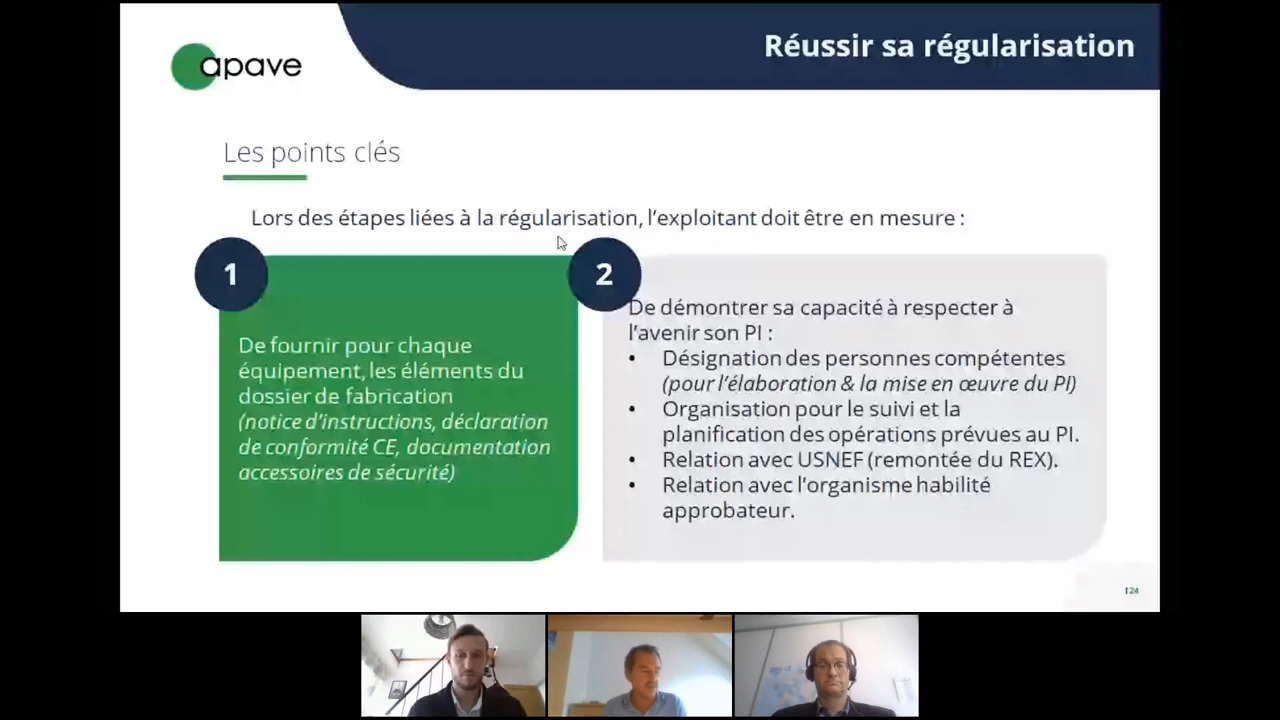 apave
Réussir sa régularisation
Les points clés
Lors des étapes liées à la régularisation, l'exploitant doit être en mesure :
1
De fournir pour chaque
équipement, les éléments du
dossier de fabrication
(notice d'instructions, déclaration
de conformité CE, documentation
accessoires de sécurité)
2
De démontrer sa capacité à respecter à
l'avenir son PI :
• Désignation des personnes compétentes
(pour l'élaboration & la mise en œuvre du PI)
• Organisation pour le suivi et la
planification des opérations prévues au PI.
• Relation avec USNEF (remontée du REX).
• Relation avec l'organisme habilité
approbateur.
124